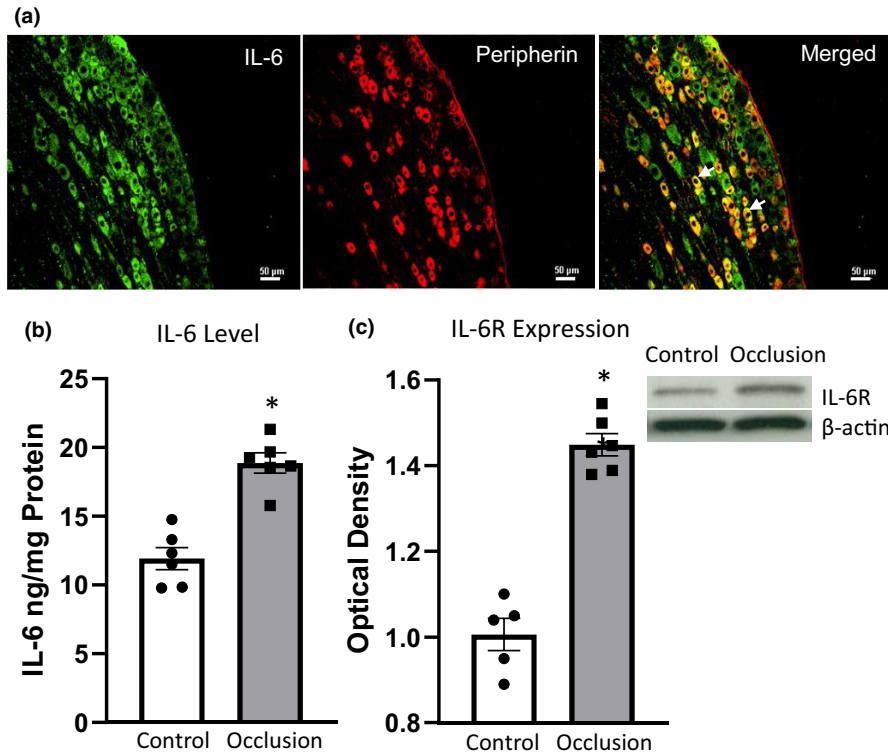 (a)
IL-6
Peripherin
Merged
50 µm
50 µm
50 µm
(b)
IL-6 Level
IL-6 ng/mg Protein
25
20
15
10
5
0
*
Control
Occlusion
(c)
IL-6R Expression
Optical Density
1.6
1.4
1.2
1.0
0.8
*
Control
Occlusion
Control Occlusion
IL-6R
β-actin